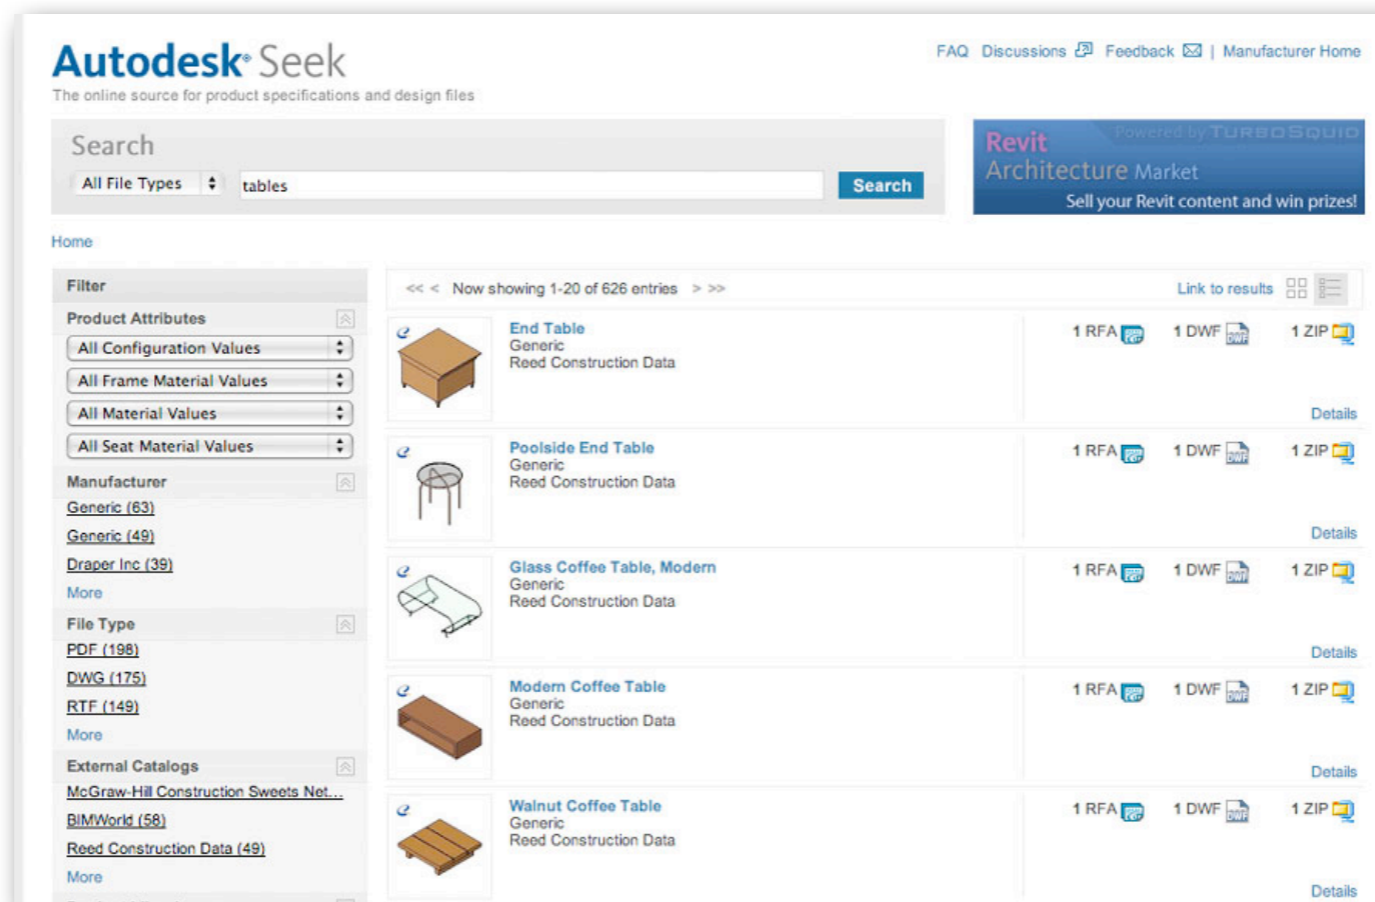 Autodesk® Seek
The online source for product specifications and design files
FAQ Discussions Feedback | Manufacturer Home
Search
All File Types tables Search
Powered by TURBOSQUID
Revit
Architecture Market
Sell your Revit content and win prizes!
Home
Filter
Product Attributes
All Configuration Values
All Frame Material Values
All Material Values
All Seat Material Values
Manufacturer
Generic (63)
Generic (49)
Draper Inc (39)
More
File Type
PDF (198)
DWG (175)
RTF (149)
More
External Catalogs
McGraw-Hill Construction Sweets Net...
BIMWorld (58)
Reed Construction Data (49)
More
<< < Now showing 1-20 of 626 entries > >>
Link to results
End Table
Generic
Reed Construction Data
1 RFA 1 DWF 1 ZIP
Details
Poolside End Table
Generic
Reed Construction Data
1 RFA 1 DWF 1 ZIP
Details
Glass Coffee Table, Modern
Generic
Reed Construction Data
1 RFA 1 DWF 1 ZIP
Details
Modern Coffee Table
Generic
Reed Construction Data
1 RFA 1 DWF 1 ZIP
Details
Walnut Coffee Table
Generic
Reed Construction Data
1 RFA 1 DWF 1 ZIP
Details